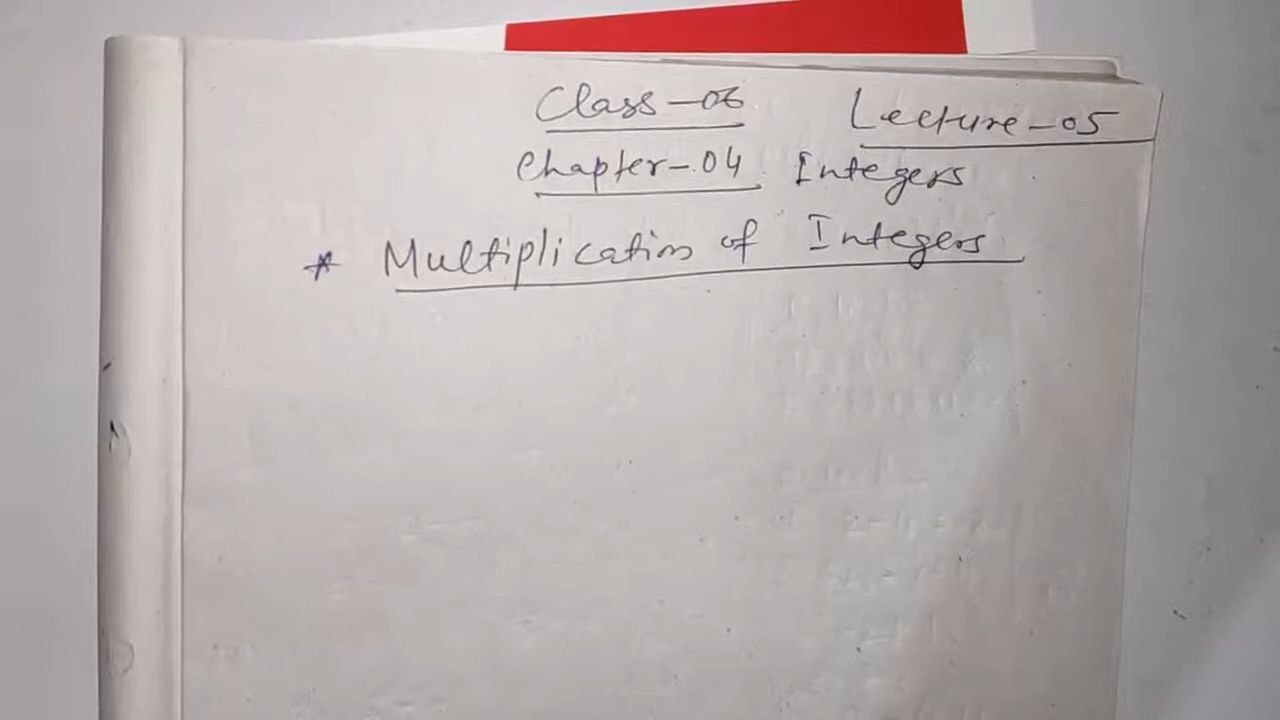 Class-06 Lecture-05
Chapter-04 Integers
* Multiplication of Integers